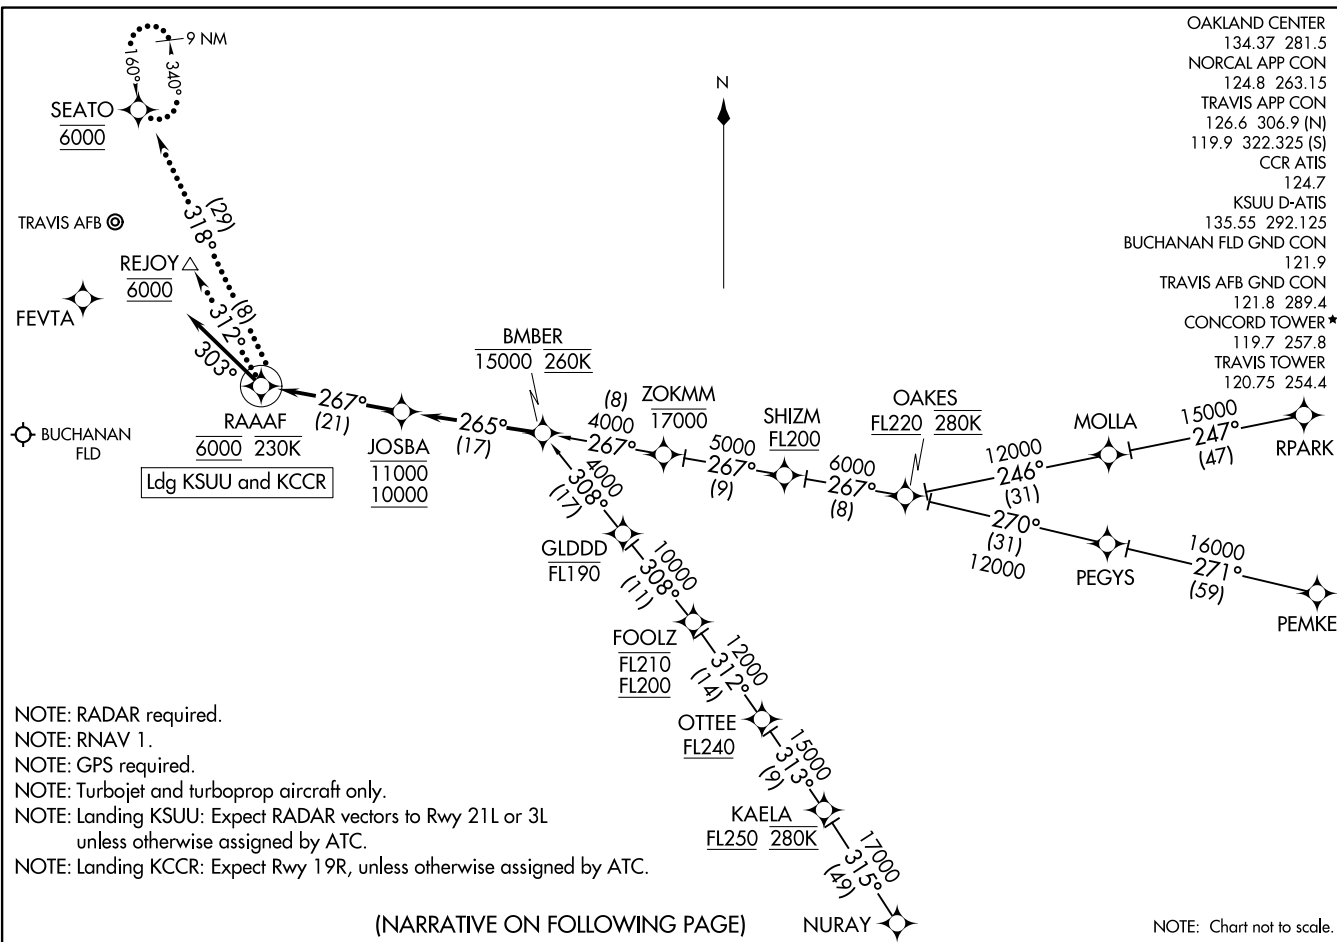 OAKLAND CENTER
134.37 281.5
NORCAL APP CON
124.8 263.15
TRAVIS APP CON
126.6 306.9 (N)
119.9 322.325 (S)
CCR ATIS
124.7
KSUU D-ATIS
135.55 292.125
BUCHANAN FLD GND CON
121.9
TRAVIS AFB GND CON
121.8 289.4
CONCORD TOWER★
119.7 257.8
TRAVIS TOWER
120.75 254.4
9 NM
160°
340°
SEATO
6000
N
(29)
318°
(8)
TRAVIS AFB
REJOY
6000
312°
FEVTA
303°
BUCHANAN
FLD
RAAAF
6000 230K
Ldg KSUU and KCCR
267°
(21)
JOSBA
11000
10000
265°
(17)
BMBER
15000 260K
(8)
4000
267°
ZOKMM
17000
5000
267°
(9)
SHIZM
FL200
6000
267°
(8)
OAKES
FL220 280K
12000
246°
(31)
MOLLA
15000
247°
(47)
RPARK
270°
(31)
12000
PEGYS
16000
271°
(59)
PEMKE
4000
308°
(17)
GLDDD
FL190
10000
308°
(11)
FOOLZ
FL210
FL200
12000
312°
(14)
OTTEE
FL240
15000
313°
(9)
KAELA
FL250 280K
17000
315°
(49)
NURAY
NOTE: RADAR required.
NOTE: RNAV 1.
NOTE: GPS required.
NOTE: Turbojet and turboprop aircraft only.
NOTE: Landing KSUU: Expect RADAR vectors to Rwy 21L or 3L
unless otherwise assigned by ATC.
NOTE: Landing KCCR: Expect Rwy 19R, unless otherwise assigned by ATC.
(NARRATIVE ON FOLLOWING PAGE)
NOTE: Chart not to scale.